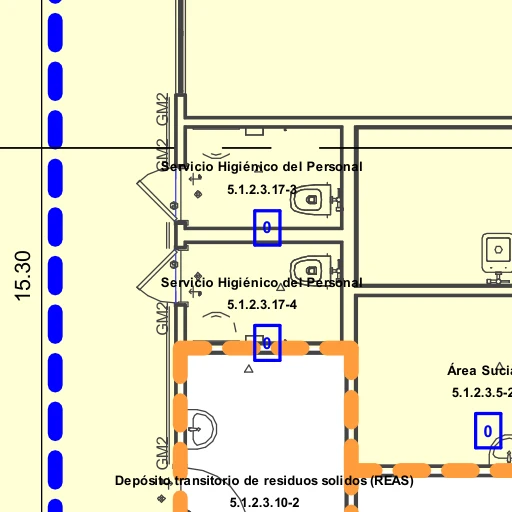 GM2
GM2
Servicio Higiénico del Personal
5.1.2.3.17-3
0
15.30
Servicio Higiénico del Personal
5.1.2.3.17-4
GM2
0
Área Sucia
5.1.2.3.5-2
0
GM2
Depósito transitorio de residuos solidos (REAS)
5.1.2.3.10-2